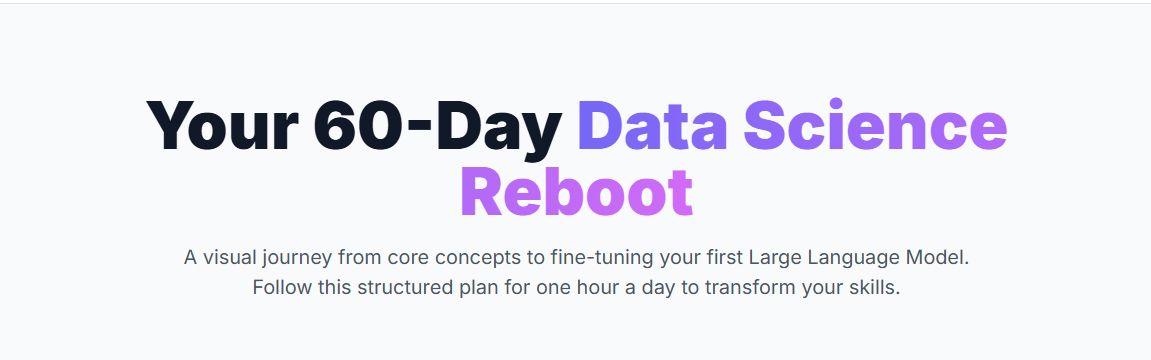 Your 60-Day Data Science
Reboot
A visual journey from core concepts to fine-tuning your first Large Language Model.
Follow this structured plan for one hour a day to transform your skills.